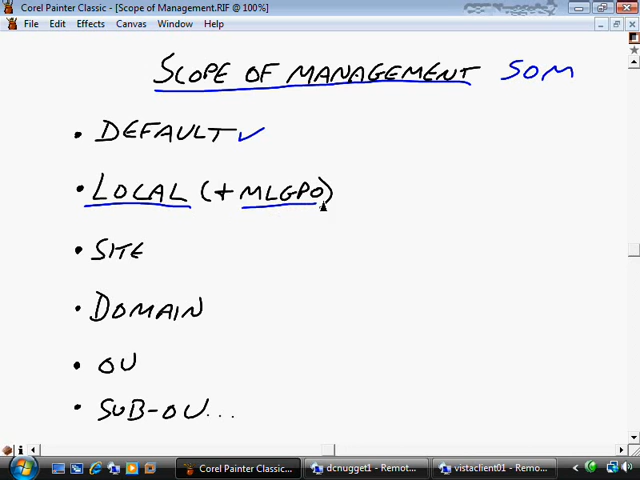 Corel Painter Classic - [Scope of Management.RIF @ 100%]
File Edit Effects Canvas Window Help
SCOPE OF MANAGEMENT SOM
• DEFAULT ✓
• LOCAL (+ MLGPO)
• SITE
• DOMAIN
• OU
• SUB-OU...
Corel Painter Classic... dcnugget1 - Remot... vistaclient01 - Remot...